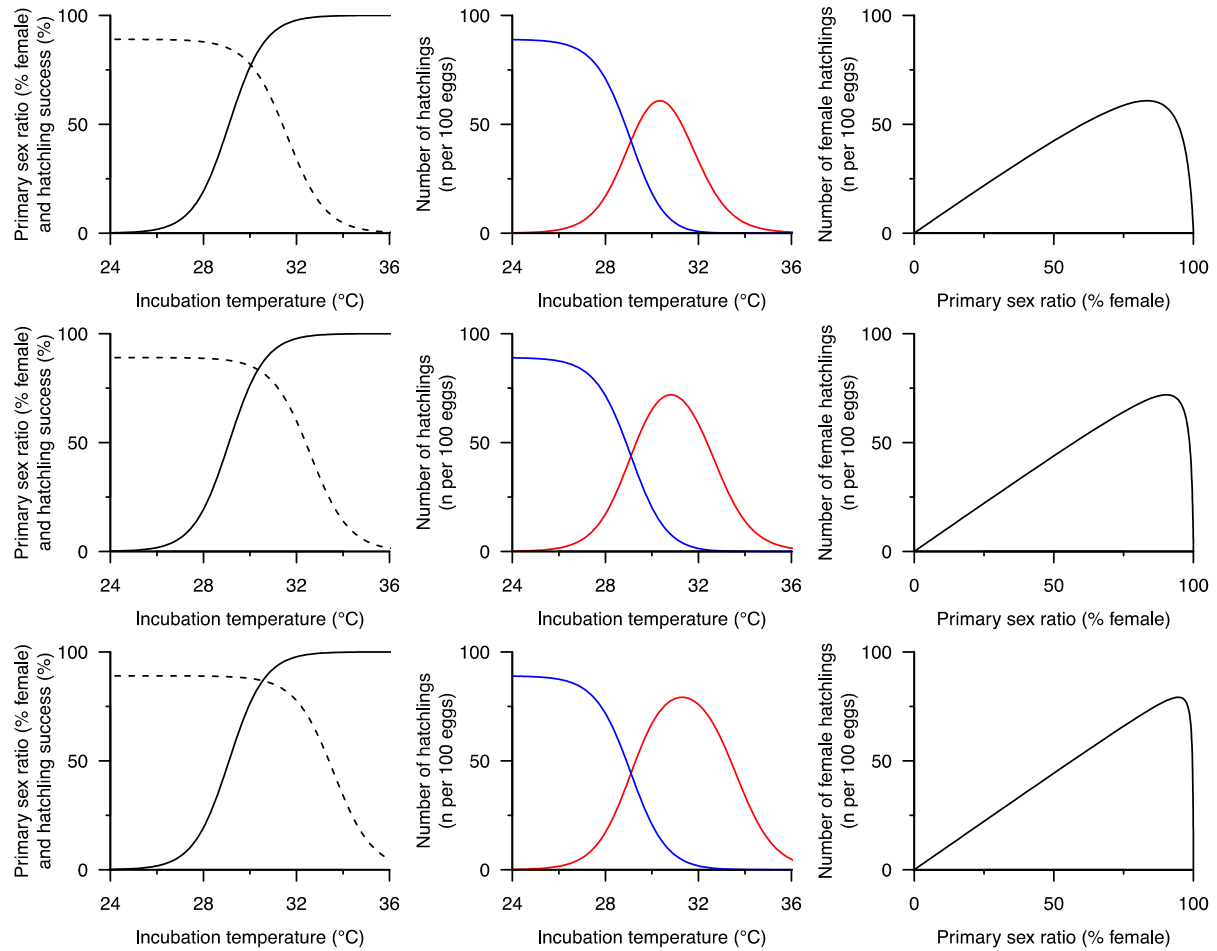 Primary sex ratio (% female)
and hatchling success (%)
100
50
0
24
28
32
36
Incubation temperature (°C)
Number of hatchlings
(n per 100 eggs)
100
50
0
24
28
32
36
Incubation temperature (°C)
Number of female hatchlings
(n per 100 eggs)
100
50
0
0
50
100
Primary sex ratio (% female)
Primary sex ratio (% female)
and hatchling success (%)
100
50
0
24
28
32
36
Incubation temperature (°C)
Number of hatchlings
(n per 100 eggs)
100
50
0
24
28
32
36
Incubation temperature (°C)
Number of female hatchlings
(n per 100 eggs)
100
50
0
0
50
100
Primary sex ratio (% female)
Primary sex ratio (% female)
and hatchling success (%)
100
50
0
24
28
32
36
Incubation temperature (°C)
Number of hatchlings
(n per 100 eggs)
100
50
0
24
28
32
36
Incubation temperature (°C)
Number of female hatchlings
(n per 100 eggs)
100
50
0
0
50
100
Primary sex ratio (% female)